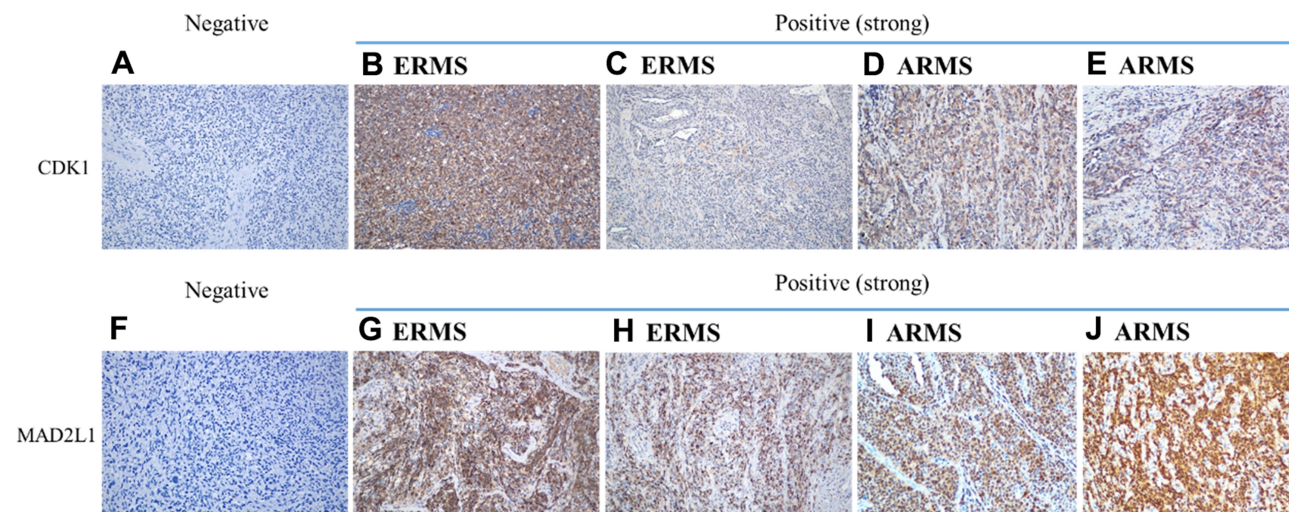 Negative
Positive (strong)
A
B ERMS
C ERMS
D ARMS
E ARMS
CDK1
Negative
Positive (strong)
F
G ERMS
H ERMS
I ARMS
J ARMS
MAD2L1